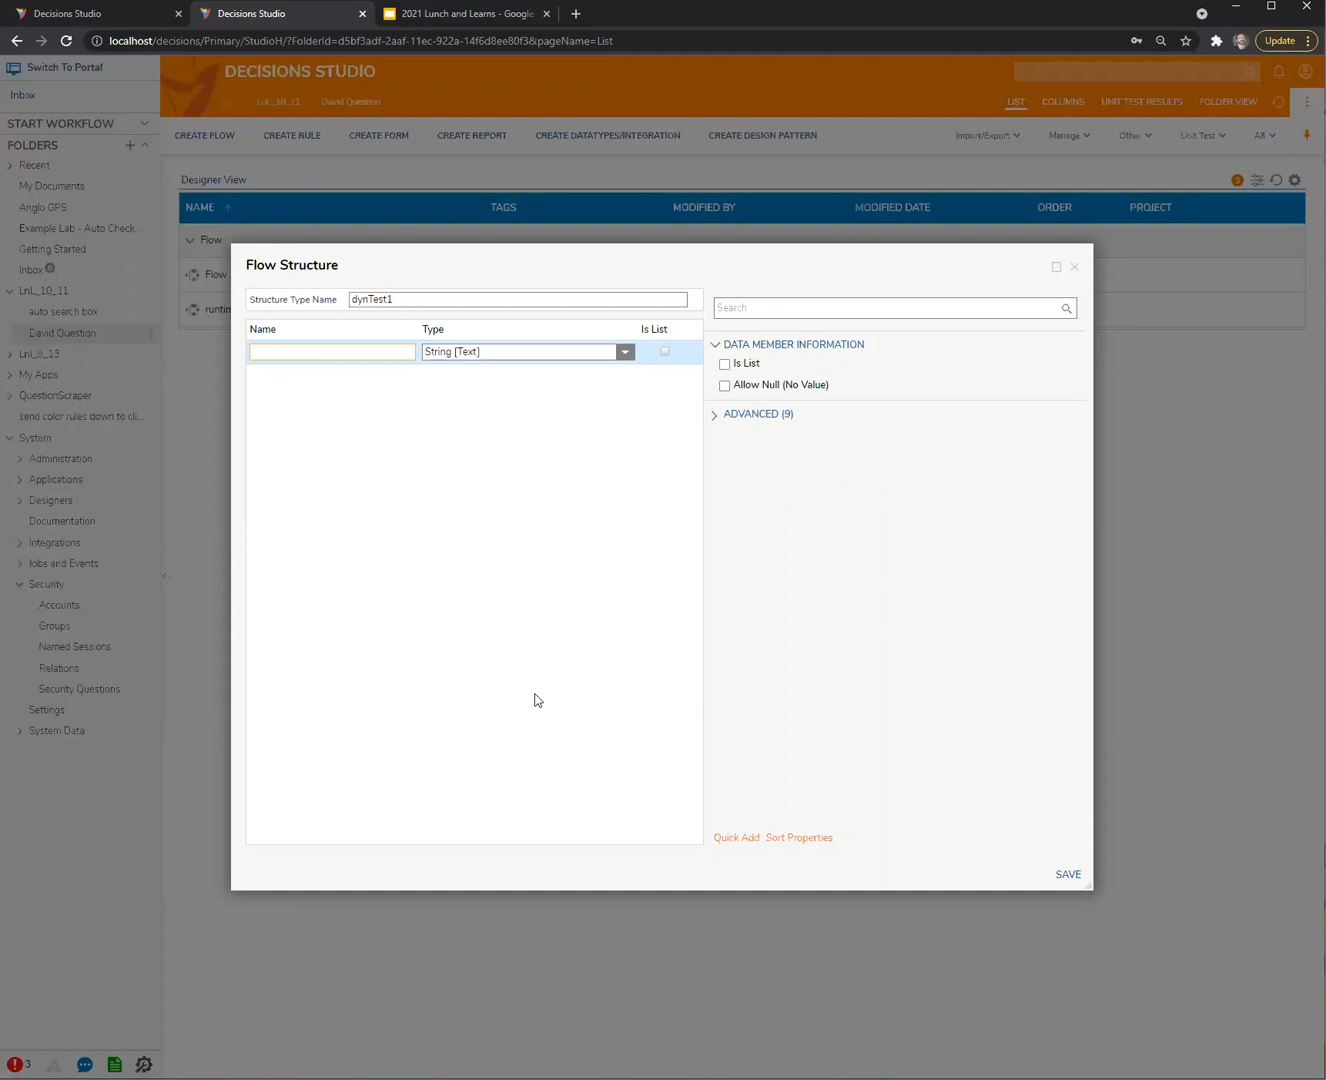 Decisions Studio
Decisions Studio
2021 Lunch and Learns - Google
localhost/decisions/Primary/StudioH/?FolderId=d5bf3adf-2aaf-11ec-922a-14f6d8ee80f3&pageName=List
Update
Switch To Portal
DECISIONS STUDIO
Inbox
LnL_10_11
David Question
LIST
COLUMNS
UNIT TEST RESULTS
FOLDER VIEW
START WORKFLOW
FOLDERS
CREATE FLOW
CREATE RULE
CREATE FORM
CREATE REPORT
CREATE DATATYPES/INTEGRATION
CREATE DESIGN PATTERN
Import/Export
Manage
Other
Unit Test
All
Recent
My Documents
Anglo GPS
Example Lab - Auto Check...
Getting Started
Inbox
LnL_10_11
auto search box
David Question
LnL_9_13
My Apps
QuestionScraper
send color rules down to cli...
System
Administration
Applications
Designers
Documentation
Integrations
Jobs and Events
Security
Accounts
Groups
Named Sessions
Relations
Security Questions
Settings
System Data
3
Designer View
3
NAME
TAGS
MODIFIED BY
MODIFIED DATE
ORDER
PROJECT
Flow
Flow
Flow Structure
Structure Type Name
dynTest1
Search
Name
Type
Is List
String [Text]
DATA MEMBER INFORMATION
Is List
Allow Null (No Value)
ADVANCED (9)
Quick Add
Sort Properties
SAVE